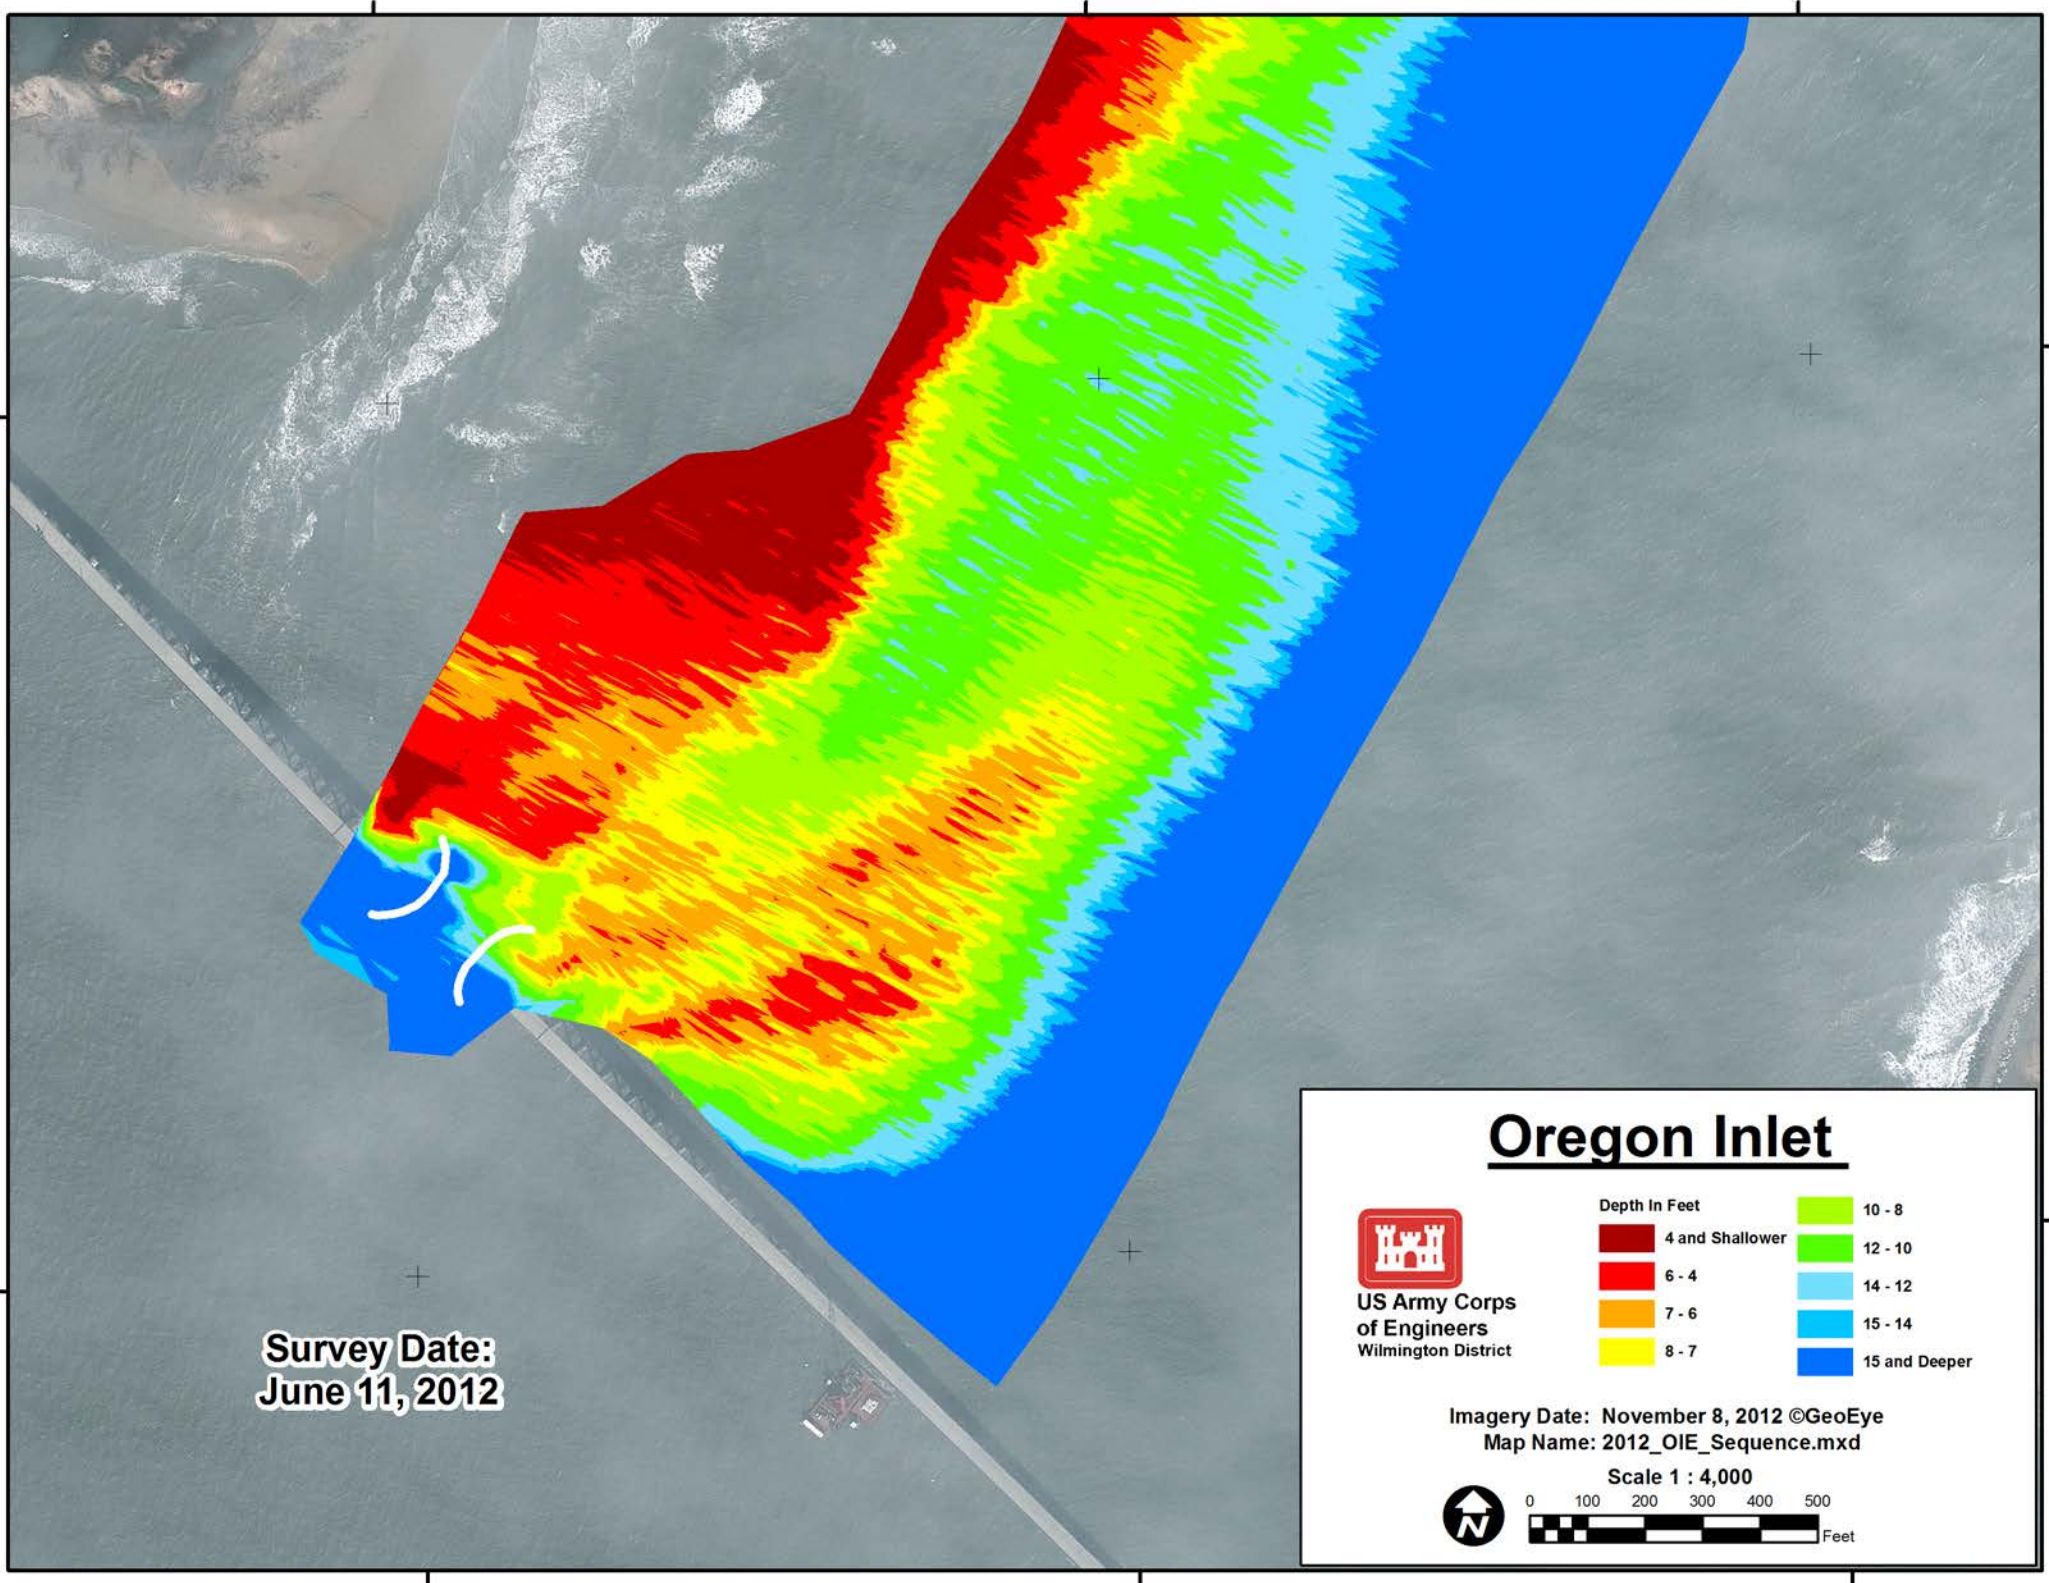 Oregon Inlet
Depth In Feet
4 and Shallower
6 - 4
7 - 6
8 - 7
10 - 8
12 - 10
14 - 12
15 - 14
15 and Deeper
US Army Corps
of Engineers
Wilmington District
Survey Date:
June 11, 2012
Imagery Date: November 8, 2012 ©GeoEye
Map Name: 2012_OIE_Sequence.mxd
Scale 1 : 4,000
0 100 200 300 400 500
Feet
N